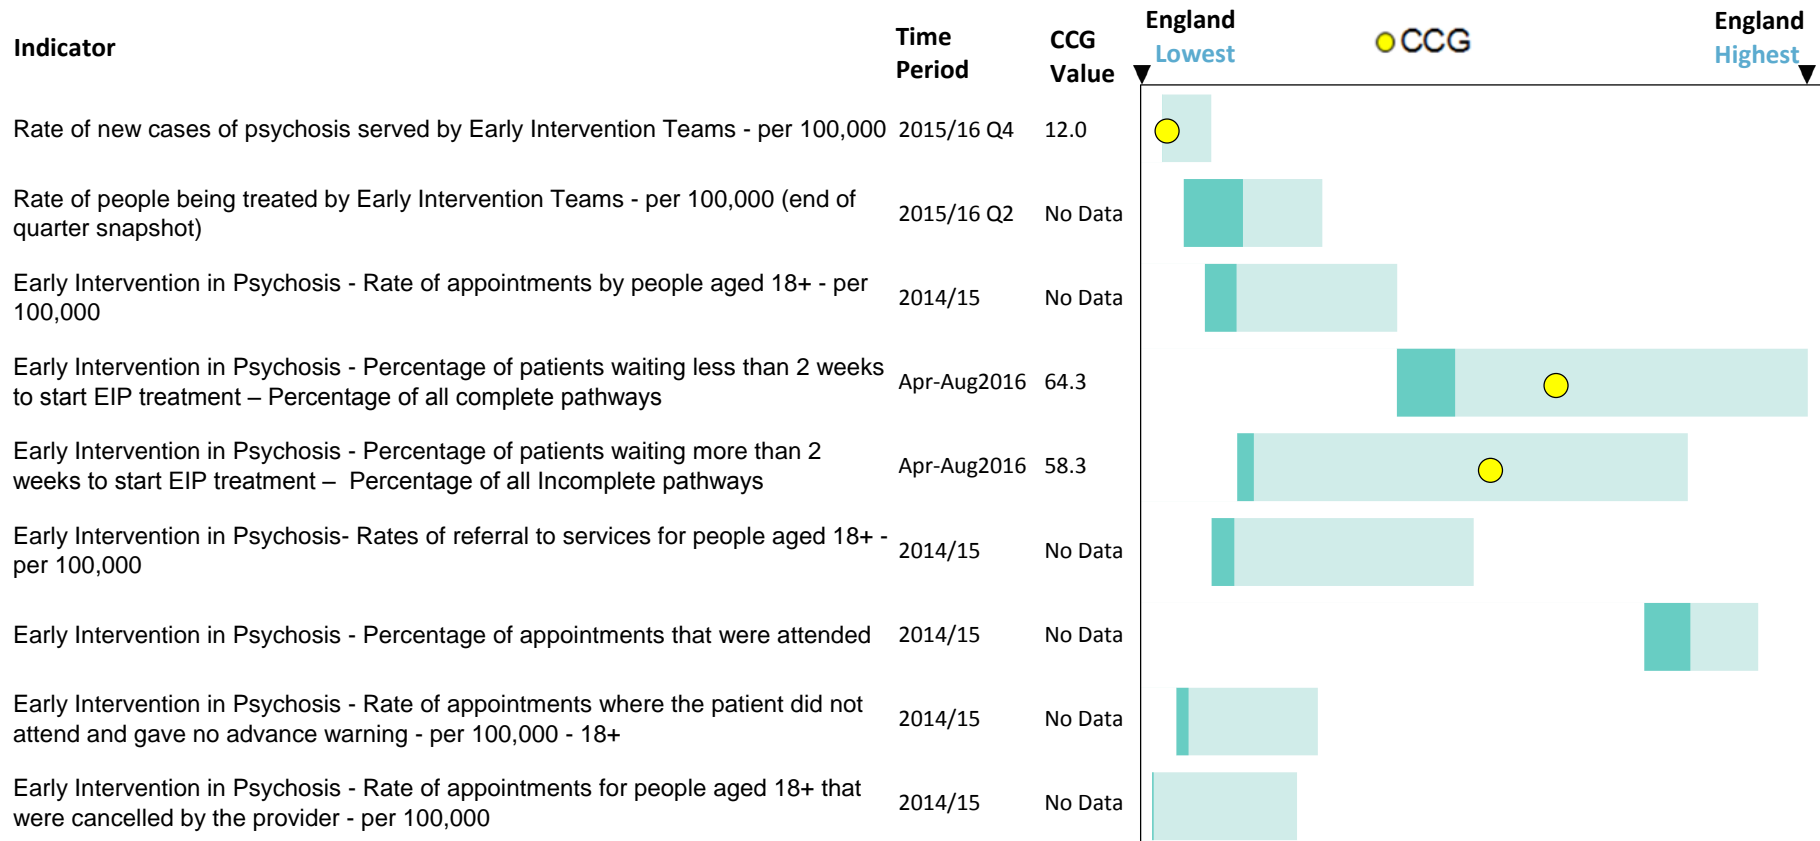 Indicator
Time
Period
CCG
Value
England
Lowest
CCG
England
Highest
Rate of new cases of psychosis served by Early Intervention Teams - per 100,000 2015/16 Q4 12.0
Rate of people being treated by Early Intervention Teams - per 100,000 (end of
quarter snapshot)
2015/16 Q2 No Data
Early Intervention in Psychosis - Rate of appointments by people aged 18+ - per
100,000
2014/15 No Data
Early Intervention in Psychosis - Percentage of patients waiting less than 2 weeks
to start EIP treatment – Percentage of all complete pathways
Apr-Aug2016 64.3
Early Intervention in Psychosis - Percentage of patients waiting more than 2
weeks to start EIP treatment – Percentage of all Incomplete pathways
Apr-Aug2016 58.3
Early Intervention in Psychosis- Rates of referral to services for people aged 18+ -
per 100,000
2014/15 No Data
Early Intervention in Psychosis - Percentage of appointments that were attended 2014/15 No Data
Early Intervention in Psychosis - Rate of appointments where the patient did not
attend and gave no advance warning - per 100,000 - 18+
2014/15 No Data
Early Intervention in Psychosis - Rate of appointments for people aged 18+ that
were cancelled by the provider - per 100,000
2014/15 No Data